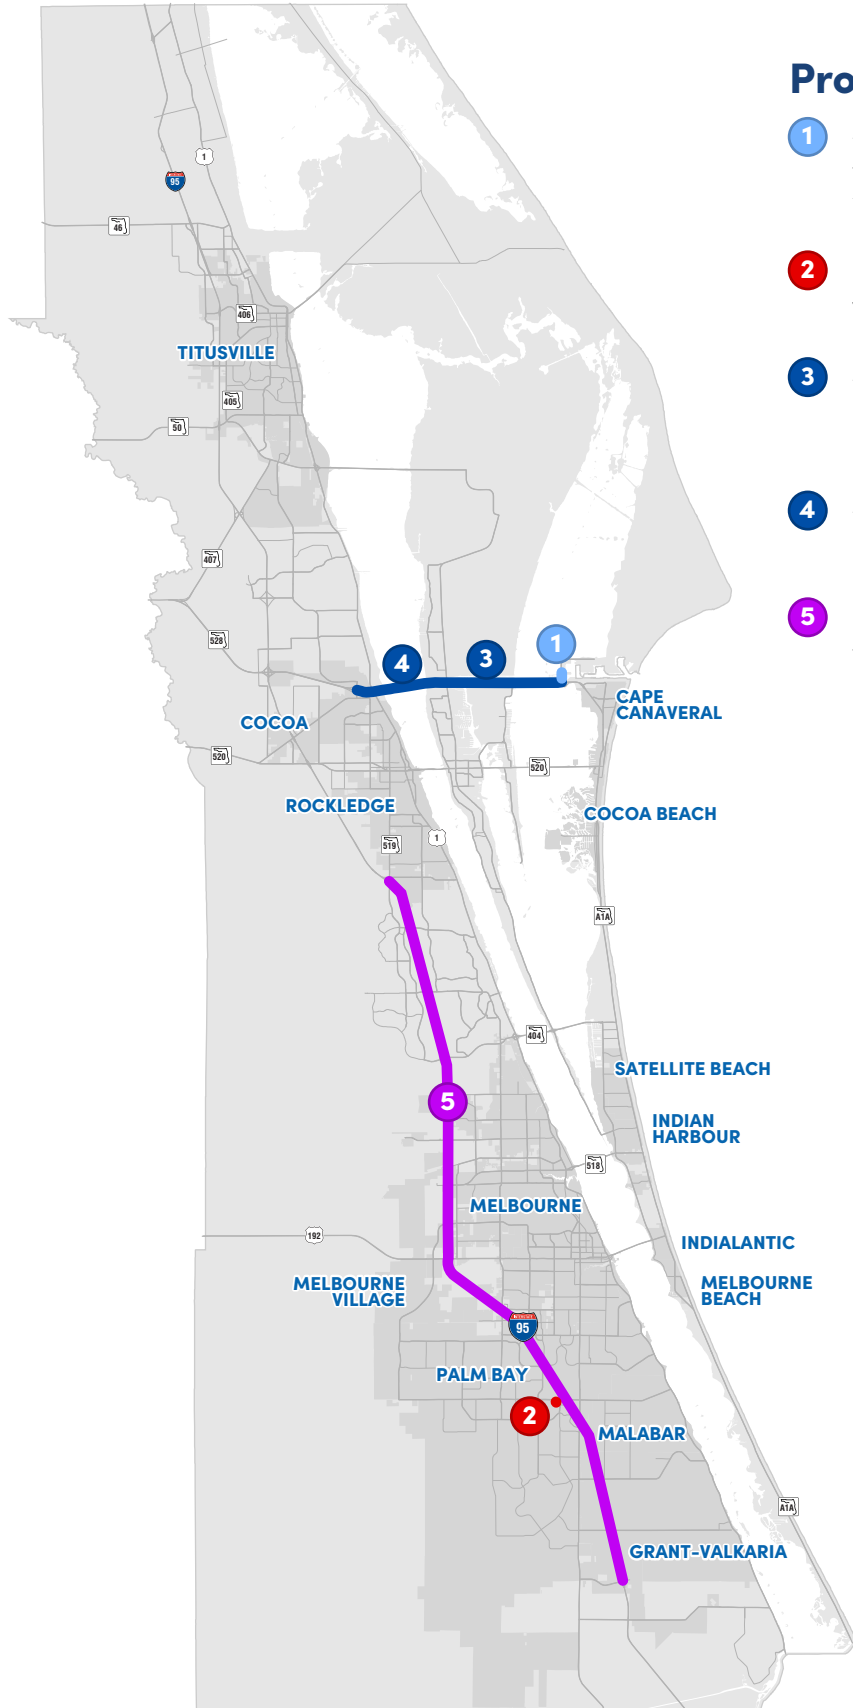 Pro
1
2
3
4
5
1
95
46
406
TITUSVILLE
405
50
407
528
4
3
1
CAPE
CANAVERAL
COCOA
520
520
ROCKLEDGE
COCOA BEACH
1
519
A1A
404
SATELLITE BEACH
5
INDIAN
HARBOUR
518
MELBOURNE
192
INDIALANTIC
MELBOURNE
VILLAGE
MELBOURNE
BEACH
95
PALM BAY
2
MALABAR
A1A
GRANT-VALKARIA